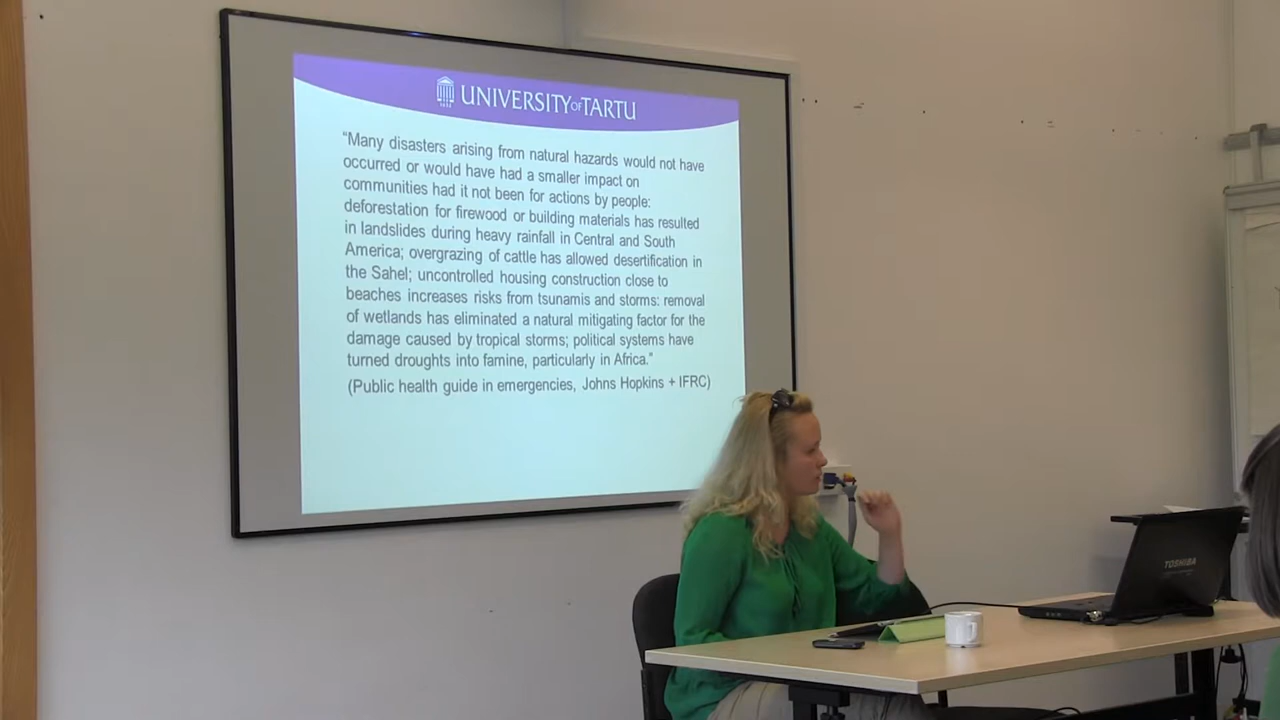 UNIVERSITY OF TARTU
“Many disasters arising from natural hazards would not have
occurred or would have had a smaller impact on
communities had it not been for actions by people:
deforestation for firewood or building materials has resulted
in landslides during heavy rainfall in Central and South
America; overgrazing of cattle has allowed desertification in
the Sahel; uncontrolled housing construction close to
beaches increases risks from tsunamis and storms: removal
of wetlands has eliminated a natural mitigating factor for the
damage caused by tropical storms; political systems have
turned droughts into famine, particularly in Africa.”
(Public health guide in emergencies, Johns Hopkins + IFRC)
TOSHIBA